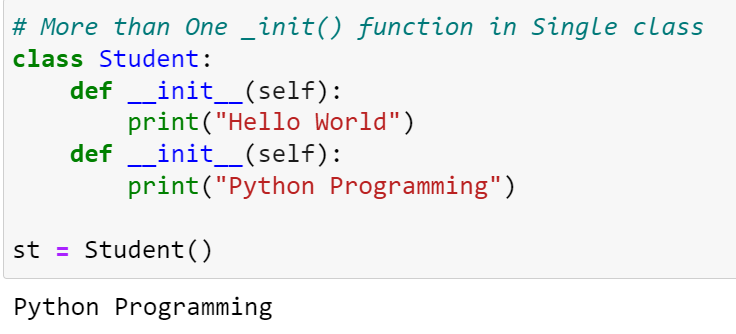 # More than One _init() function in Single class
class Student:
    def __init__(self):
        print("Hello World")
    def __init__(self):
        print("Python Programming")
st = Student()
Python Programming